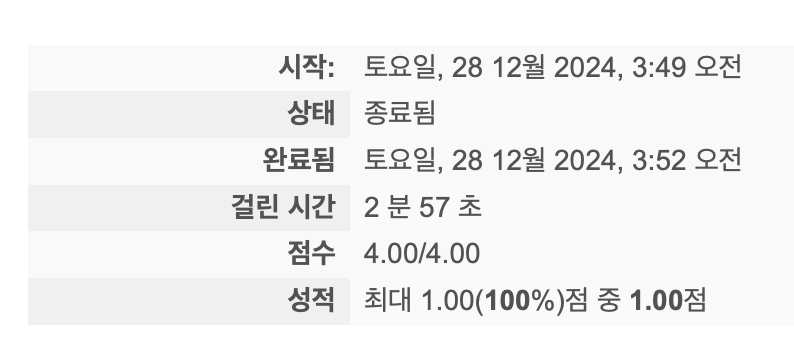 시작: 토요일, 28 12월 2024, 3:49 오전
상태 종료됨
완료됨 토요일, 28 12월 2024, 3:52 오전
걸린 시간 2 분 57 초
점수 4.00/4.00
성적 최대 1.00(100%)점 중 1.00점